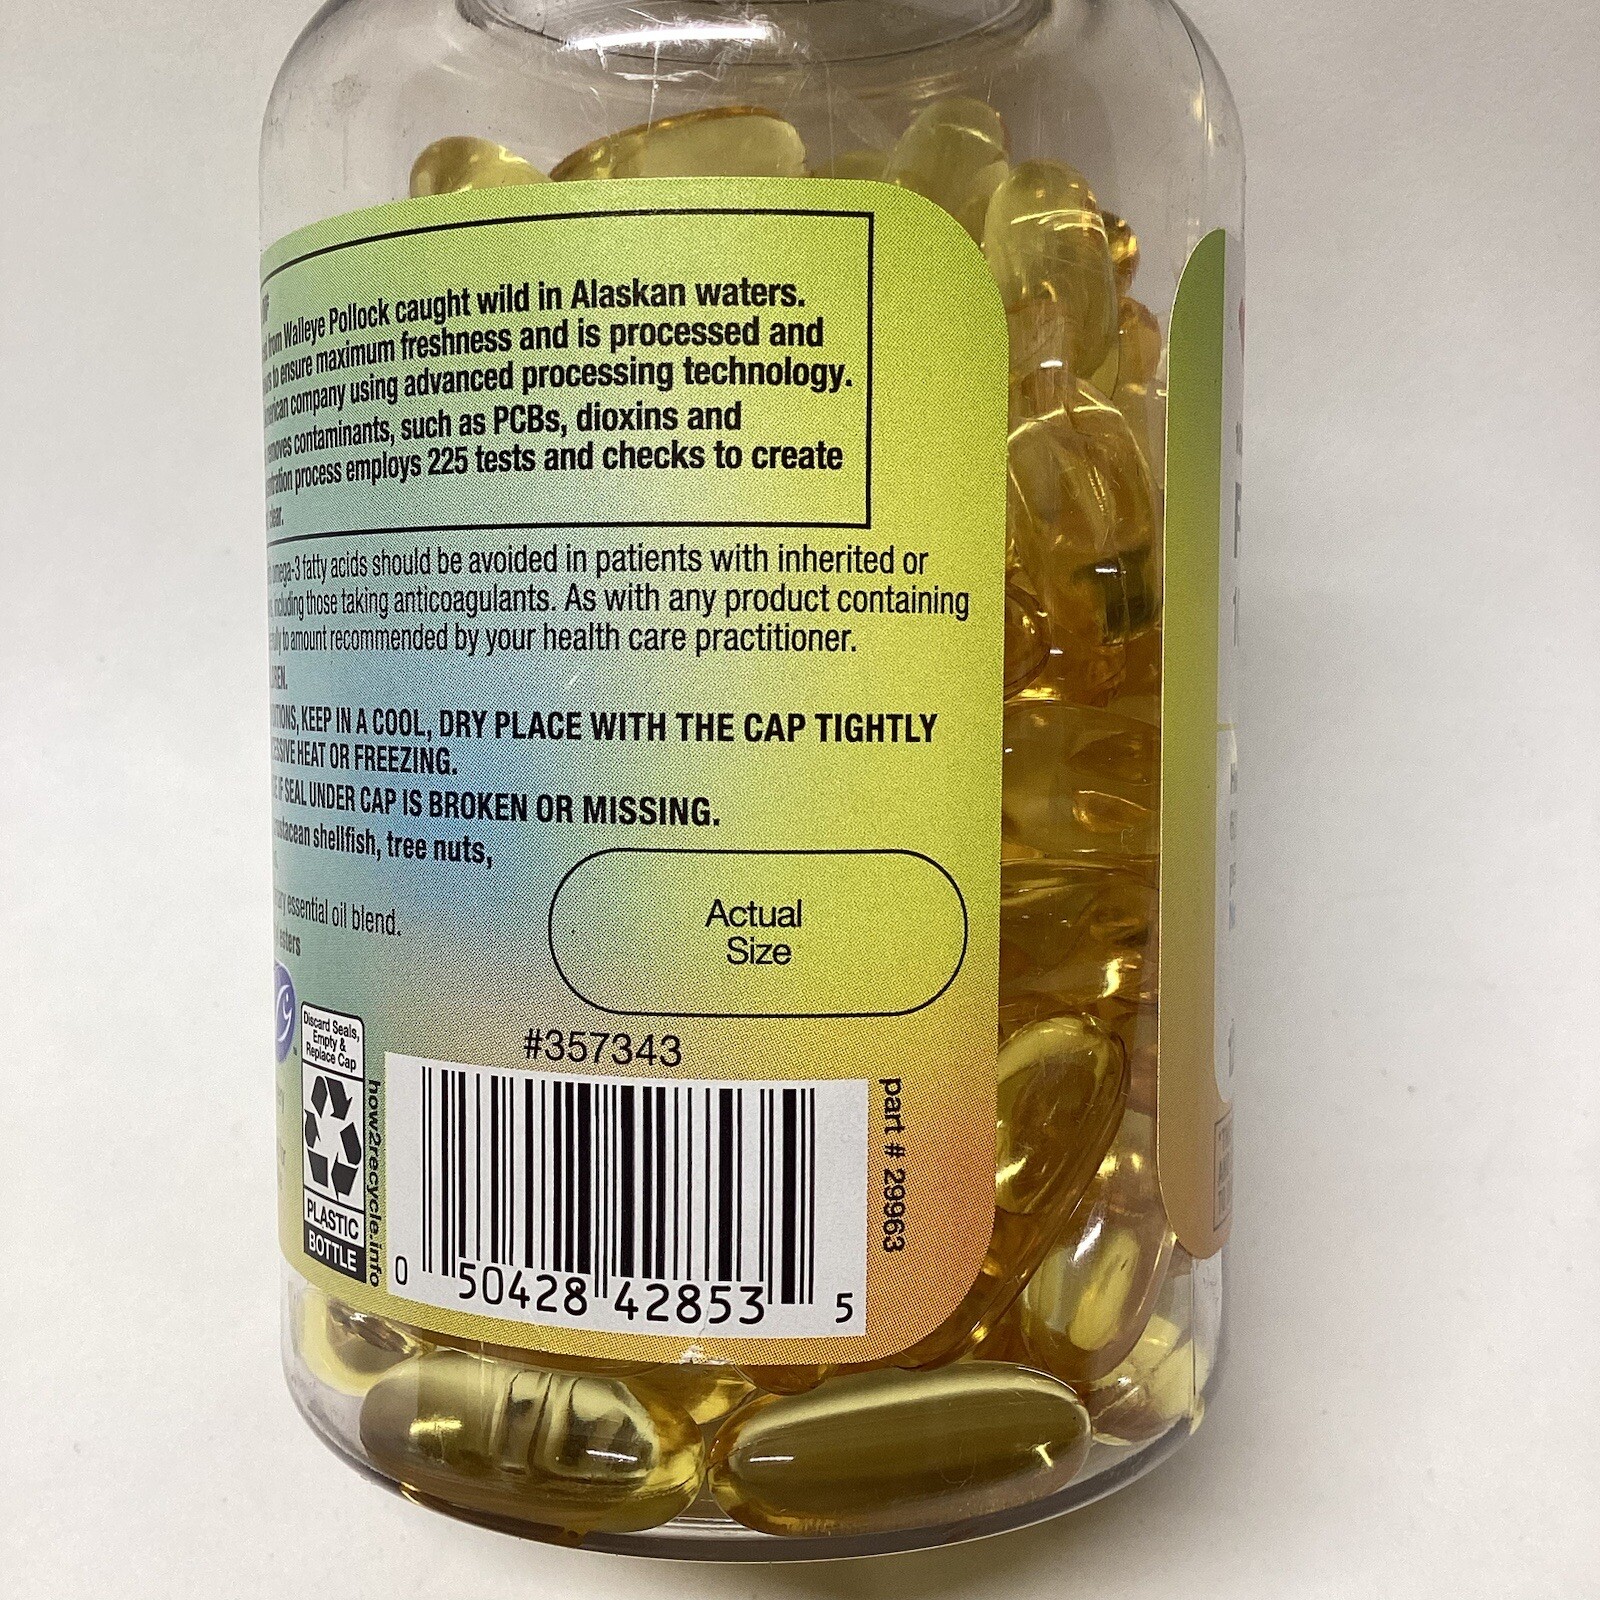 from Walleye Pollock caught wild in Alaskan waters.
to ensure maximum freshness and is processed and
company using advanced processing technology.
contaminants, such as PCBs, dioxins and
process employs 225 tests and checks to create
clear.
omega-3 fatty acids should be avoided in patients with inherited or
including those taking anticoagulants. As with any product containing
to amount recommended by your health care practitioner.
KEEP IN A COOL, DRY PLACE WITH THE CAP TIGHTLY
HEAT OR FREEZING.
IF SEAL UNDER CAP IS BROKEN OR MISSING.
shellfish, tree nuts,
essential oil blend.
esters
Actual
Size
#357343
Discard Seals,
Empty &
Replace Cap
PLASTIC
BOTTLE
how2recycle.info
0 50428 42853 5
part # 29963